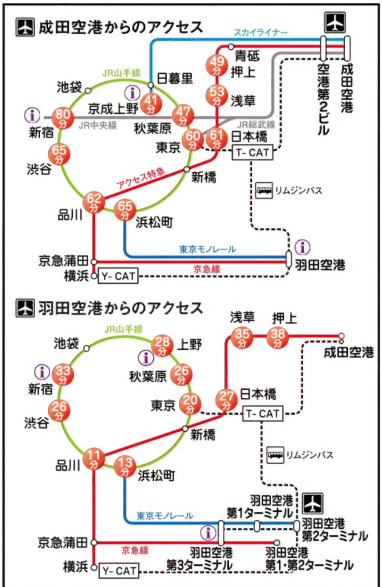 成田空港からのアクセス
スカイライナー
青砥
49分
押上
JR山手線
日暮里
池袋
41分
京成上野
53分
浅草
空港第2ビル
成田空港
i
80分
新宿
JR中央線
47分
秋葉原
JR総武線
60分
東京
61分
日本橋
T-CAT
65分
渋谷
アクセス特急
新橋
リムジンバス
62分
品川
65分
浜松町
東京モノレール
i
羽田空港
京急蒲田
京急線
横浜
Y-CAT
羽田空港からのアクセス
浅草
押上
35分
38分
成田空港
JR山手線
池袋
28分
上野
i
i
33分
新宿
26分
秋葉原
26分
渋谷
20分
東京
27分
日本橋
T-CAT
新橋
リムジンバス
11分
品川
13分
浜松町
東京モノレール
羽田空港
第1ターミナル
羽田空港
第2ターミナル
i
京急蒲田
京急線
羽田空港
第3ターミナル
羽田空港
第1・第2ターミナル
横浜
Y-CAT